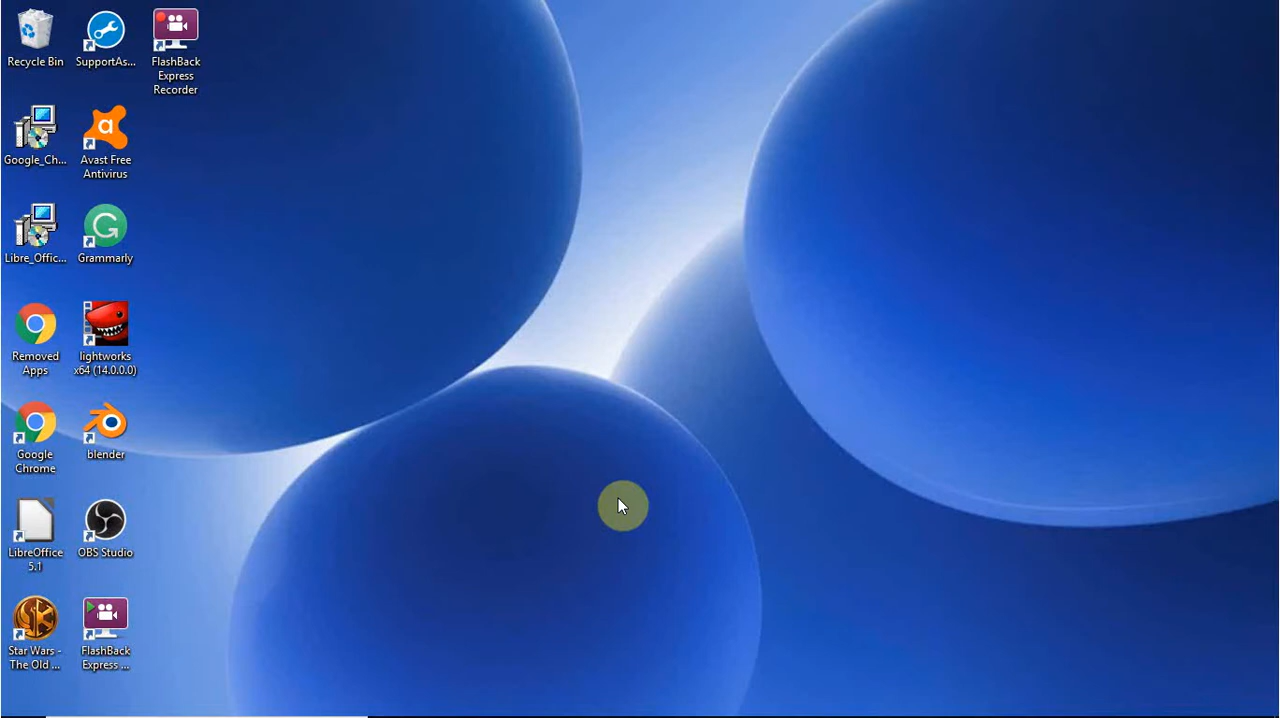 Recycle Bin
SupportAs...
FlashBack
Express
Recorder
Google_Ch...
Avast Free
Antivirus
Libre_Offic...
Grammarly
Removed
Apps
lightworks
x64 (14.0.0.0)
Google
Chrome
blender
LibreOffice
5.1
OBS Studio
Star Wars -
The Old ...
FlashBack
Express ...